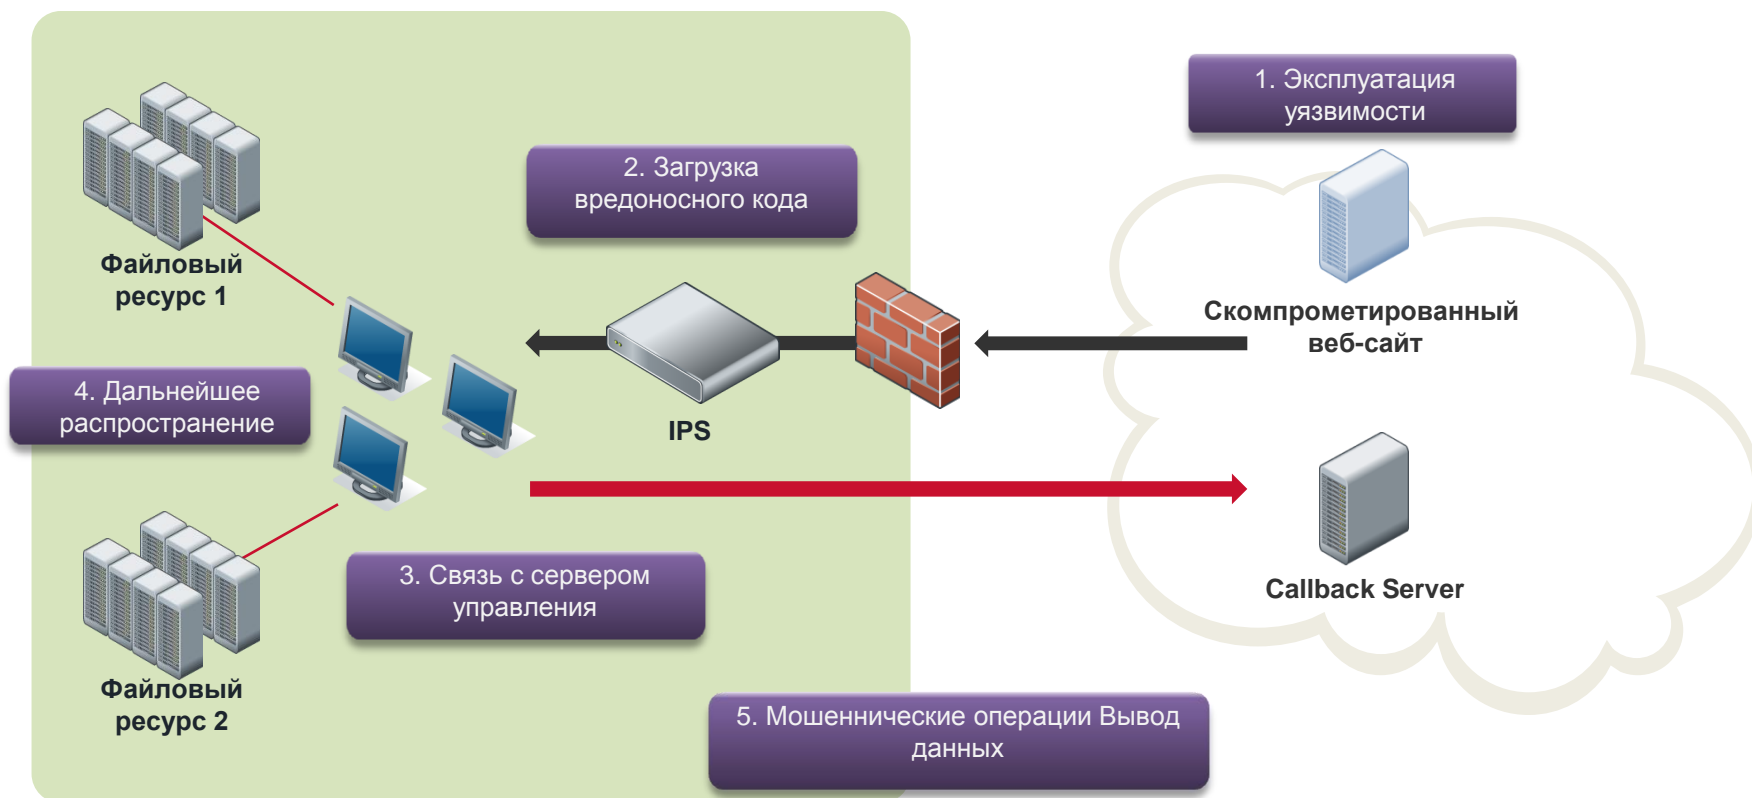 1. Эксплуатация
уязвимости
2. Загрузка
вредоносного кода
Файловый
ресурс 1
Скомпрометированный
веб-сайт
4. Дальнейшее
распространение
IPS
3. Связь с сервером
управления
Callback Server
Файловый
ресурс 2
5. Мошеннические операции Вывод
данных